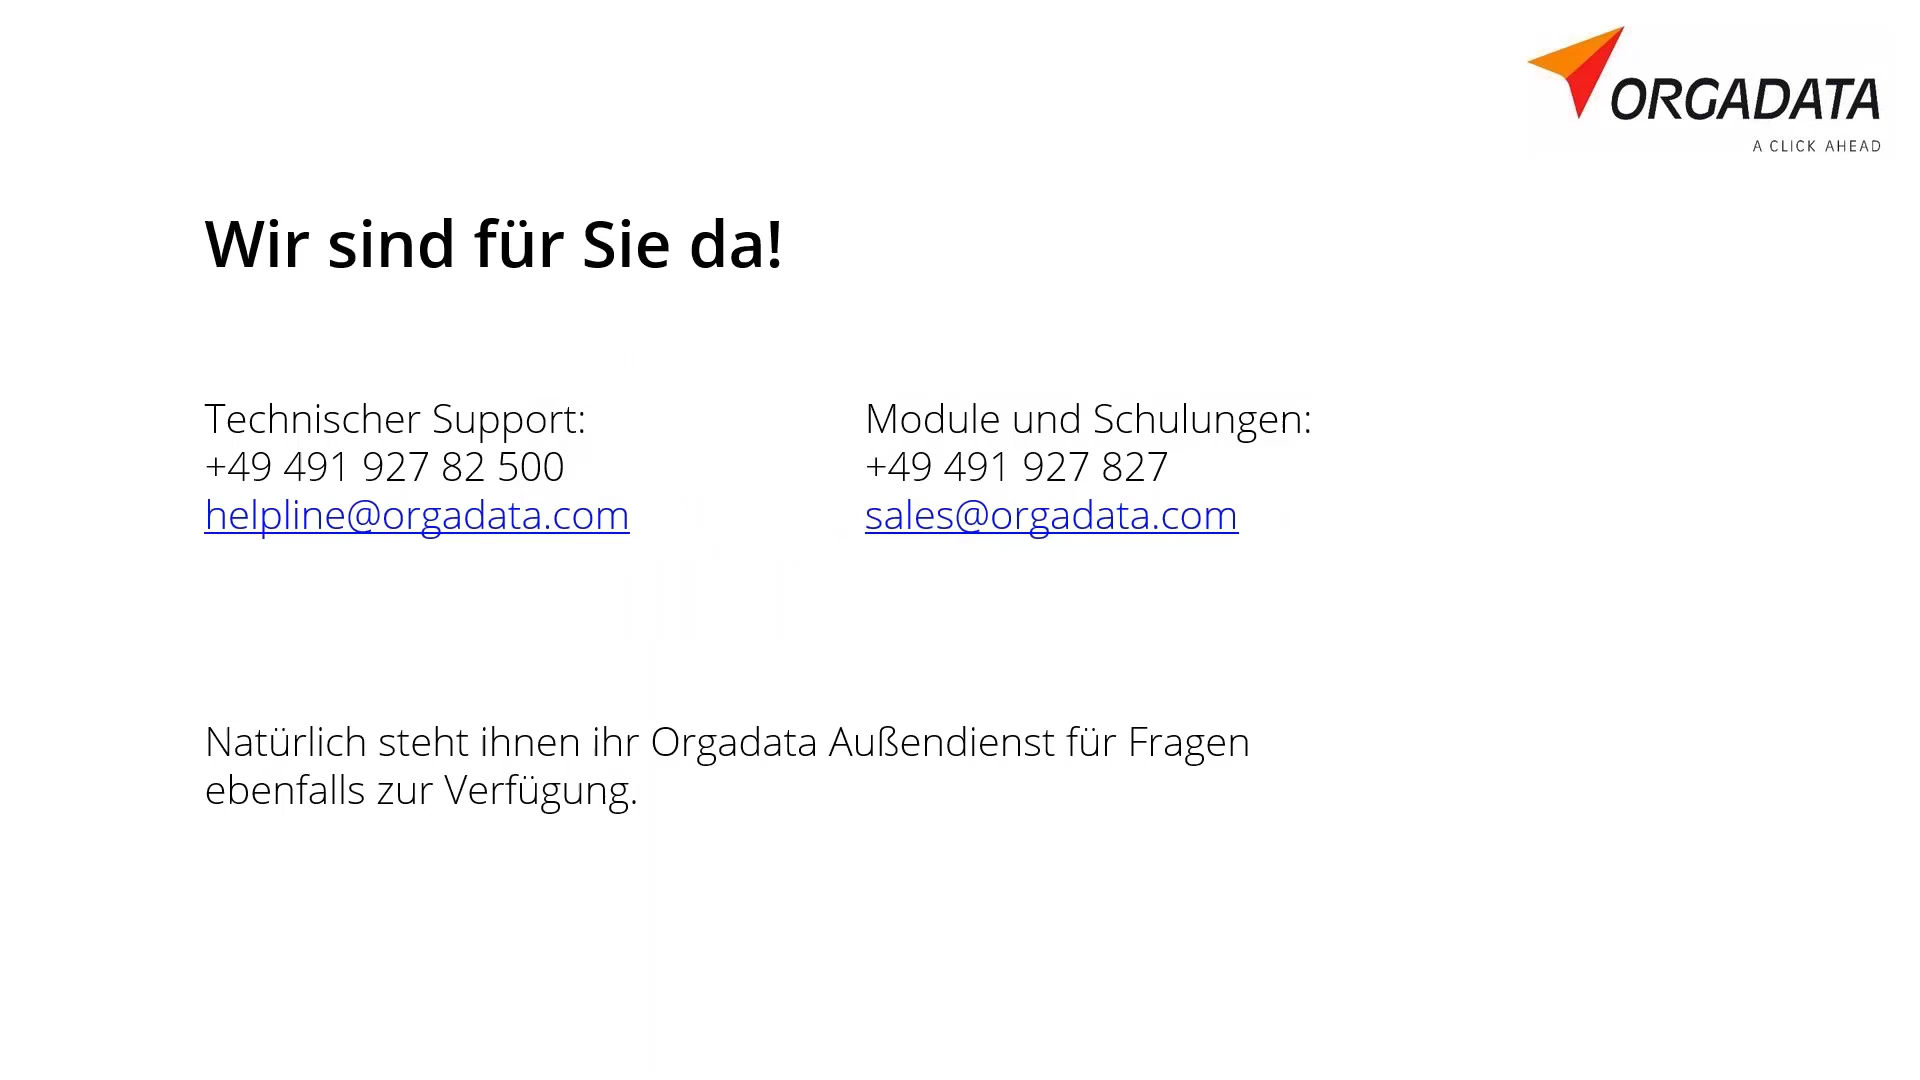 ORGADATA
A CLICK AHEAD
Wir sind für Sie da!
Technischer Support:
+49 491 927 82 500
helpline@orgadata.com
Module und Schulungen:
+49 491 927 827
sales@orgadata.com
Natürlich steht ihnen ihr Orgadata Außendienst für Fragen
ebenfalls zur Verfügung.